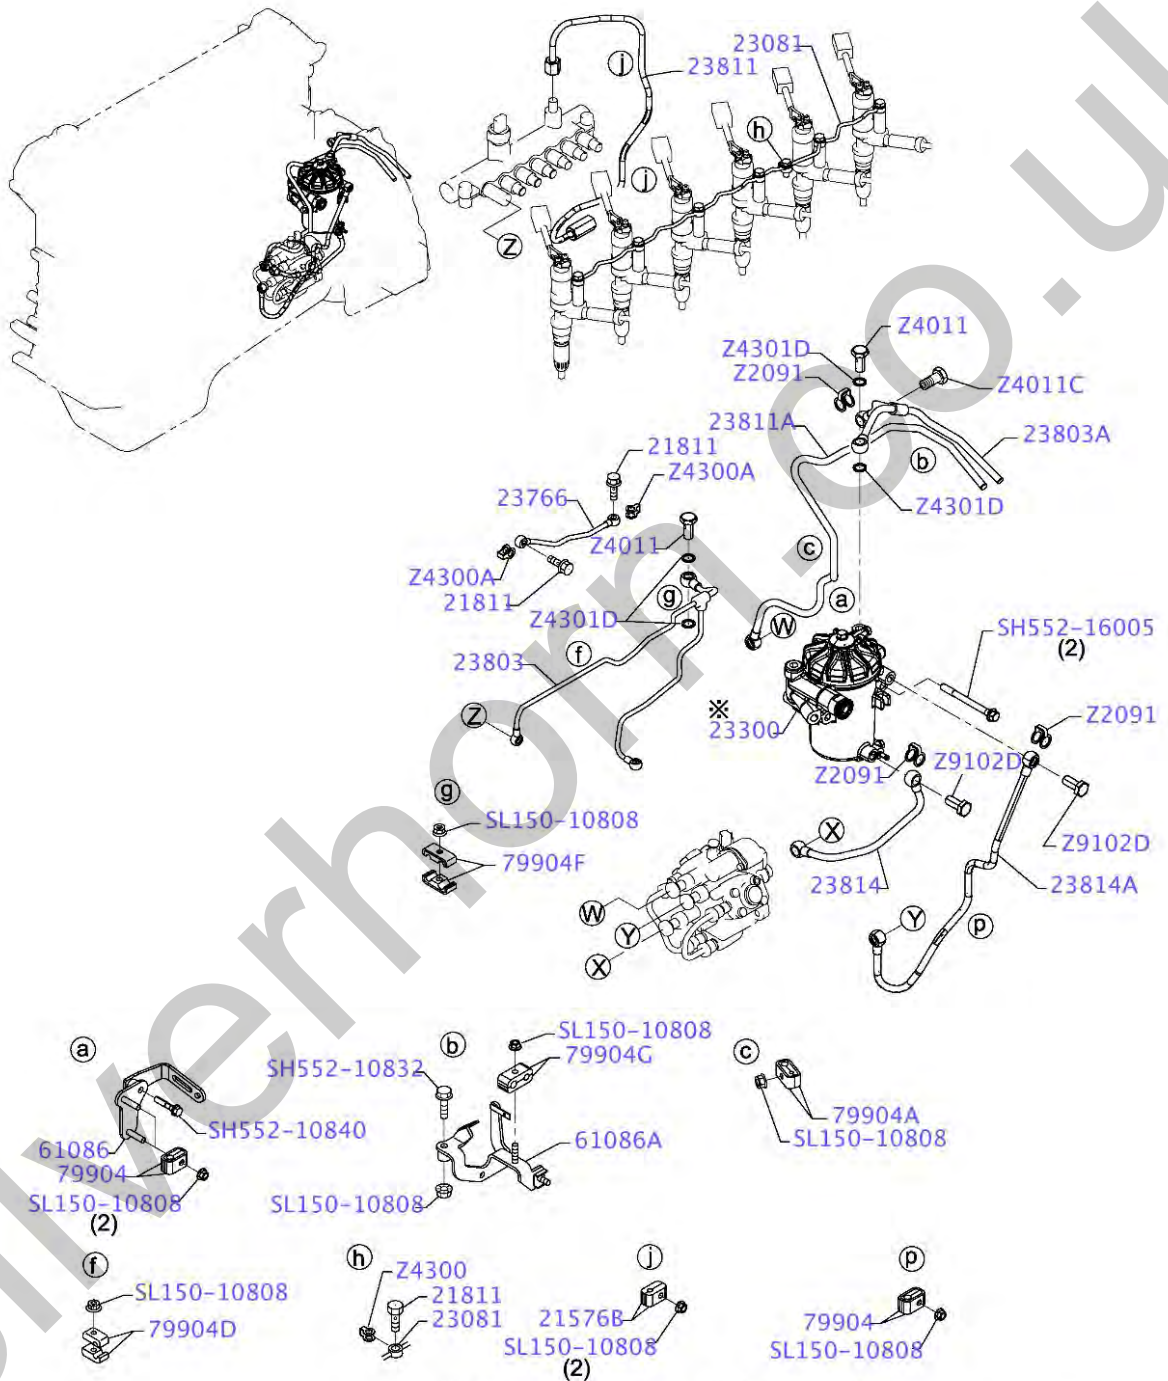 23081
j
23811
h
j
Z
Z4011
Z4301D
Z2091
Z4011C
23811A
23803A
b
21811
Z4300A
23766
Z4301D
Z4011
c
Z4300A
21811
g
a
Z4301D
W
SH552-16005
(2)
f
23803
※
23300
Z
Z2091
Z2091
Z9102D
g
SL150-10808
X
Z9102D
79904F
23814
23814A
W
Y
Y
p
X
a
b
SL150-10808
c
79904G
SH552-10832
79904A
SH552-10840
SL150-10808
61086
61086A
79904
SL150-10808
(2)
SL150-10808
f
h
j
p
Z4300
SL150-10808
21811
79904D
23081
21576B
79904
SL150-10808
(2)
SL150-10808
silverhorn.co.uk